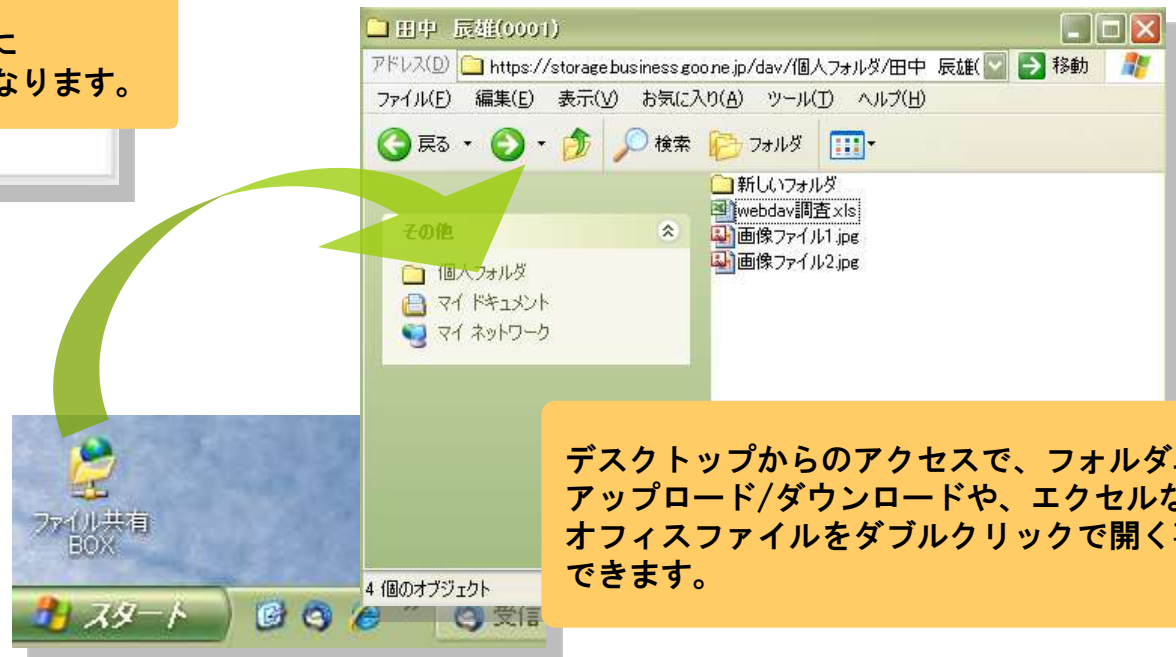 に
なります。
田中 辰雄(0001)
アドレス(D) https://storage.business.goo.ne.jp/dav//個人フォルダ/田中 辰雄( 移動
ファイル(F) 編集(E) 表示(V) お気に入り(A) ツール(T) ヘルプ(H)
戻る 検索 フォルダ
新しいフォルダ
webdav調査.xls
画像ファイル1.jpg
画像ファイル2.jpg
その他
個人フォルダ
マイ ドキュメント
マイ ネットワーク
デスクトップからのアクセスで、フォルダ
アップロード/ダウンロードや、エクセルな
オフィスファイルをダブルクリックで開く
できます。
ファイル共有
BOX
4 個のオブジェクト
スタート 受信